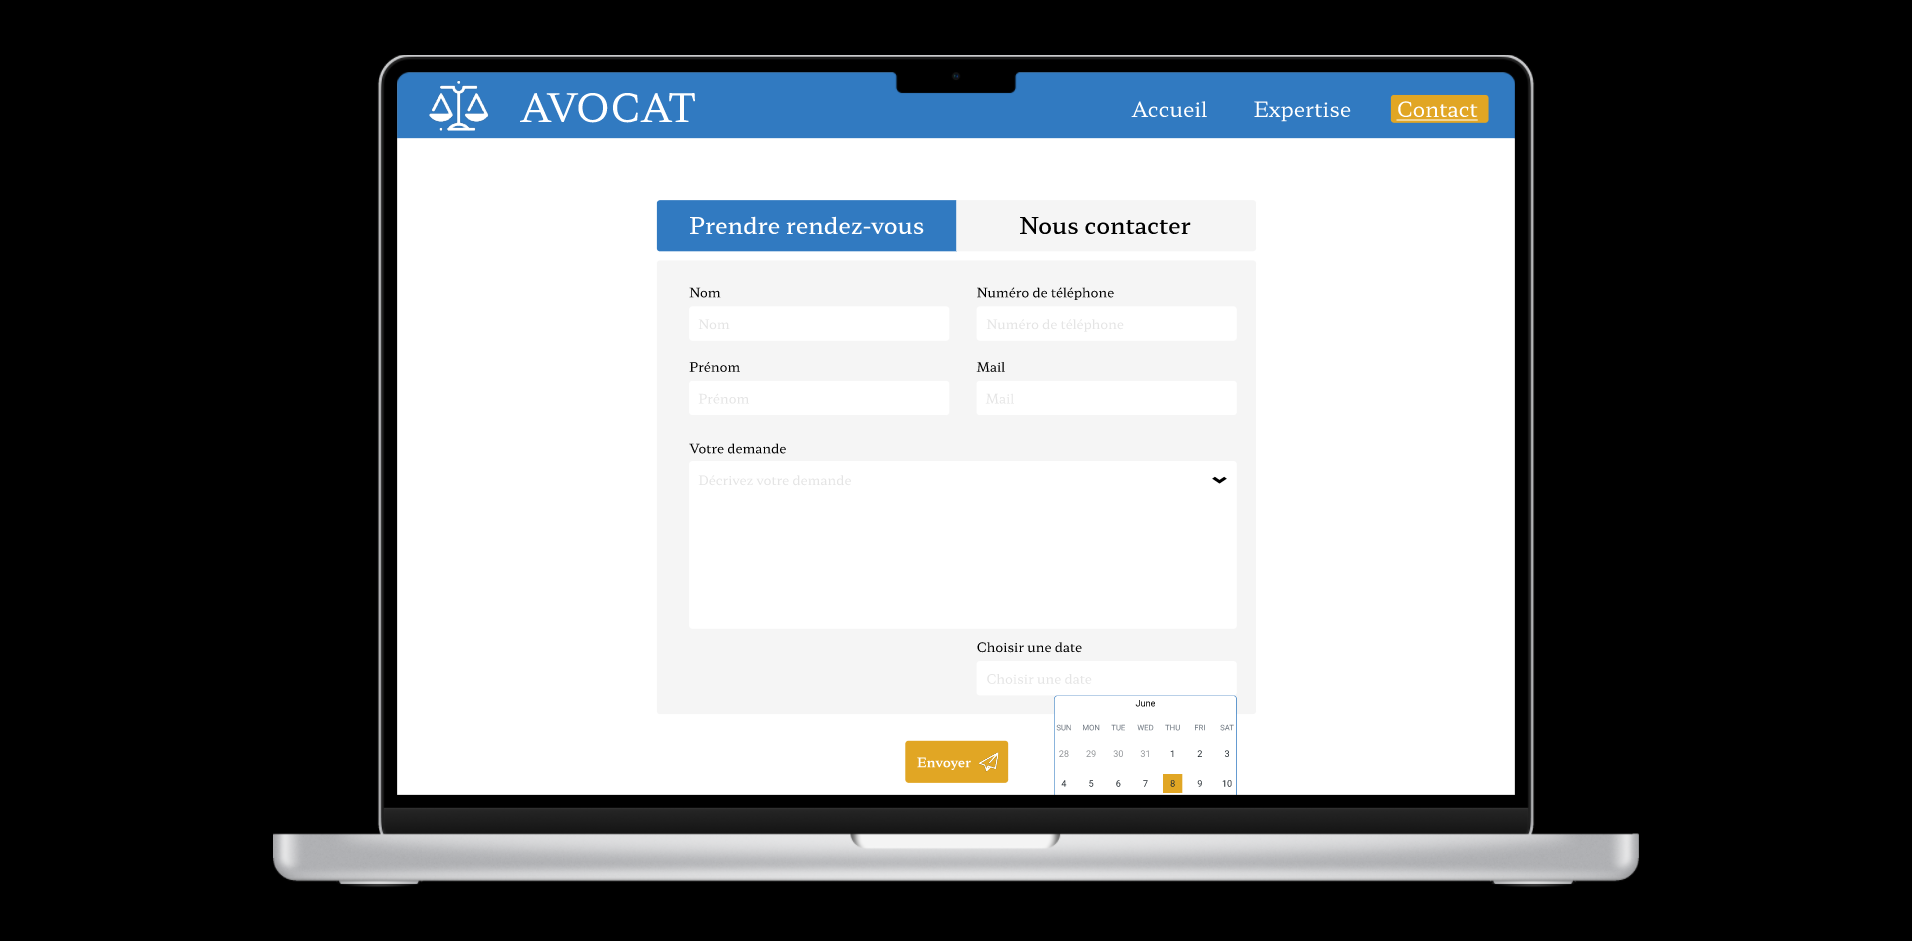 AVOCAT
Accueil Expertise Contact
Prendre rendez-vous Nous contacter
Nom Numéro de téléphone
Nom Numéro de téléphone
Prénom Mail
Prénom Mail
Votre demande
Décrivez votre demande
Choisir une date
Choisir une date
June
SUN MON TUE WED THU FRI SAT
28 29 30 31 1 2 3
Envoyer
4 5 6 7 8 9 10